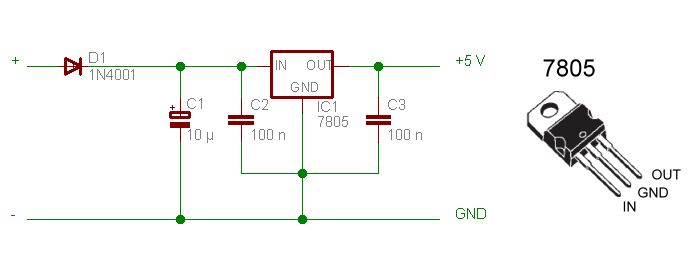 +
D1
1N4001
IN
OUT
GND
+5 V
C1
+
10 µ
C2
100 n
IC1
7805
C3
100 n
-
GND
7805
OUT
GND
IN